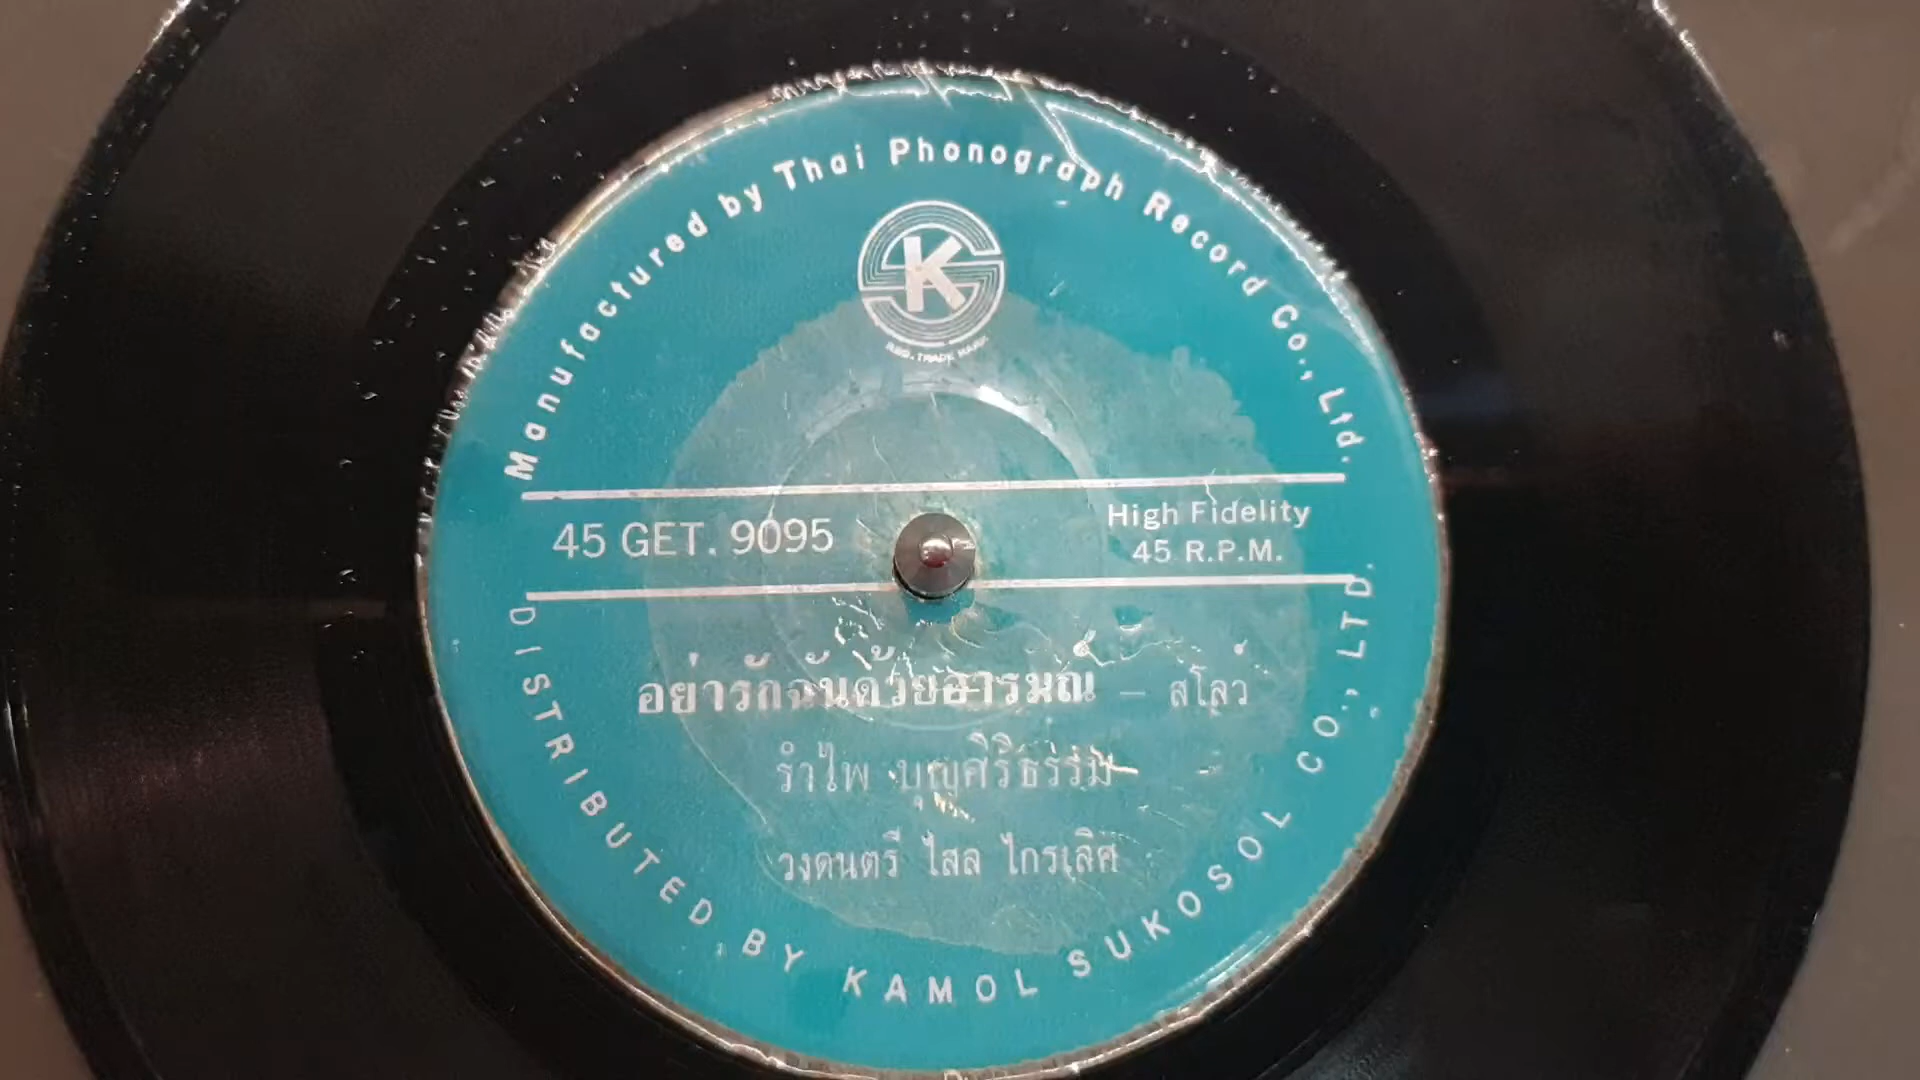 Manufactured by Thai Phonograph Record Co., Ltd.
K
REG. TRADE MARK
45 GET. 9095
High Fidelity
45 R.P.M.
อย่ารักฉันด้วยอารมณ์ – สโลว์
รำไพ บุญศิริธรรม
วงดนตรี ไสล ไกรเลิศ
DISTRIBUTED BY KAMOL SUKOSOL CO., LTD.